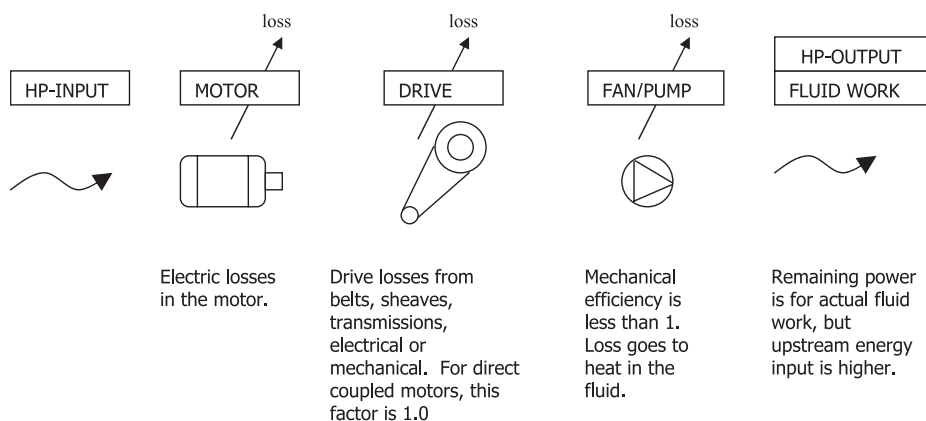 loss
loss
loss
HP-INPUT
MOTOR
DRIVE
FAN/PUMP
HP-OUTPUT
FLUID WORK
Electric losses
in the motor.
Drive losses from
belts, sheaves,
transmissions,
electrical or
mechanical. For direct
coupled motors, this
factor is 1.0
Mechanical
efficiency is
less than 1.
Loss goes to
heat in the
fluid.
Remaining power
is for actual fluid
work, but
upstream energy
input is higher.